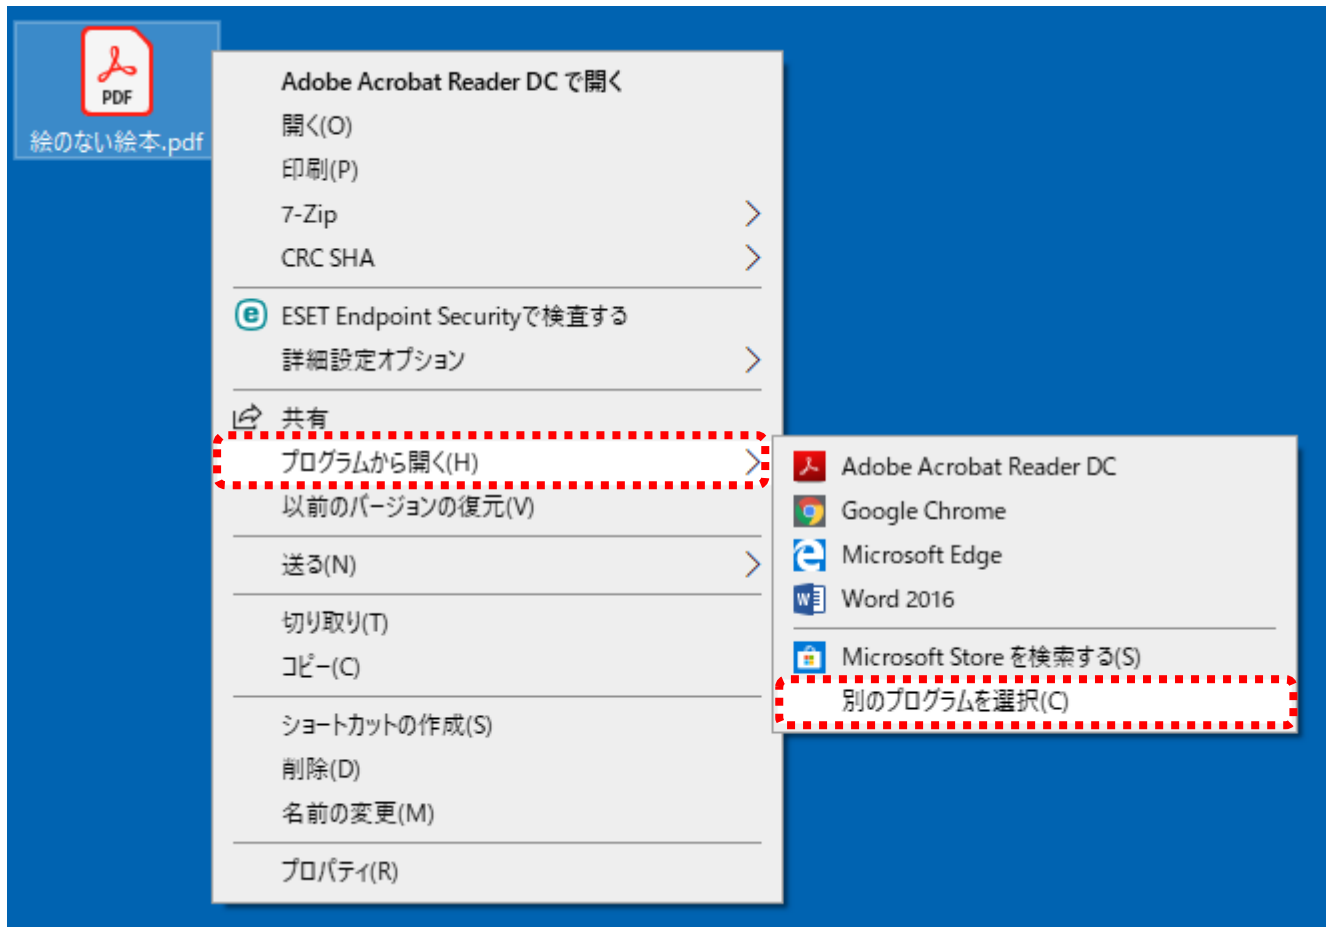 PDF
絵のない絵本.pdf
Adobe Acrobat Reader DC で開く
開く(O)
印刷(P)
7-Zip
CRC SHA
ESET Endpoint Securityで検査する
詳細設定オプション
共有
プログラムから開く(H)
以前のバージョンの復元(V)
送る(N)
切り取り(T)
コピー(C)
ショートカットの作成(S)
削除(D)
名前の変更(M)
プロパティ(R)
Adobe Acrobat Reader DC
Google Chrome
Microsoft Edge
Word 2016
Microsoft Store を検索する(S)
別のプログラムを選択(C)